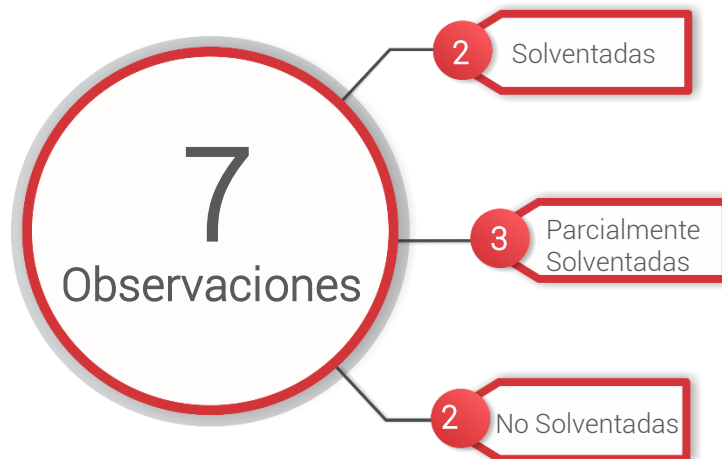 7
Observaciones
2
Solventadas
3
Parcialmente
Solventadas
2
No Solventadas